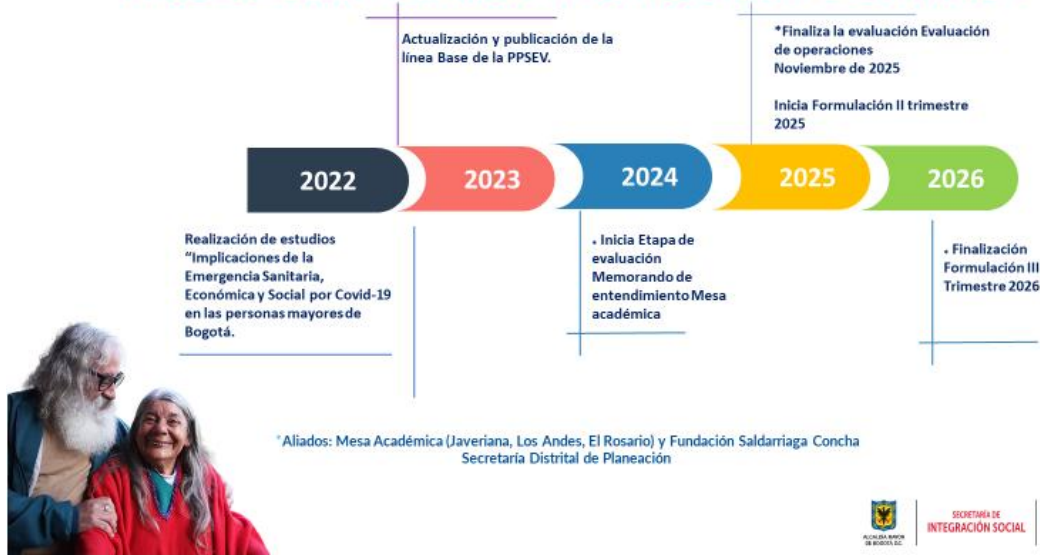 Actualización y publicación de la
línea Base de la PPSEV.
*Finaliza la evaluación Evaluación
de operaciones
Noviembre de 2025
Inicia Formulación II trimestre
2025
2022
2023
2024
2025
2026
Realización de estudios
“Implicaciones de la
Emergencia Sanitaria,
Económica y Social por Covid-19
en las personas mayores de
Bogotá.
. Inicia Etapa de
evaluación
Memorando de
entendimiento Mesa
académica
. Finalización
Formulación III
Trimestre 2026
*Aliados: Mesa Académica (Javeriana, Los Andes, El Rosario) y Fundación Saldarriaga Concha
Secretaría Distrital de Planeación
ALCALDÍA MAYOR
DE BOGOTÁ D.C.
SECRETARÍA DE
INTEGRACIÓN SOCIAL